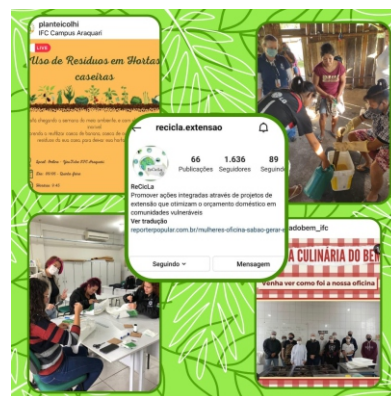 planteicolhi
IFC Campus Araquari
LIVE
Uso de Resíduos em Hortas
caseiras
recicla.extensao
66
1.636
89
Publicações
Seguidores
Seguindo
ReCicLa
Promover ações integradas através de projetos de
extensão que otimizam o orçamento doméstico em
comunidades vulneráveis
Ver tradução
reporterpopular.com.br/mulheres-oficina-sabao-gerar-
Seguindo
Mensagem
adobem_ifc
A CULINÁRIA DO BEM
Venha ver como foi a nossa oficina